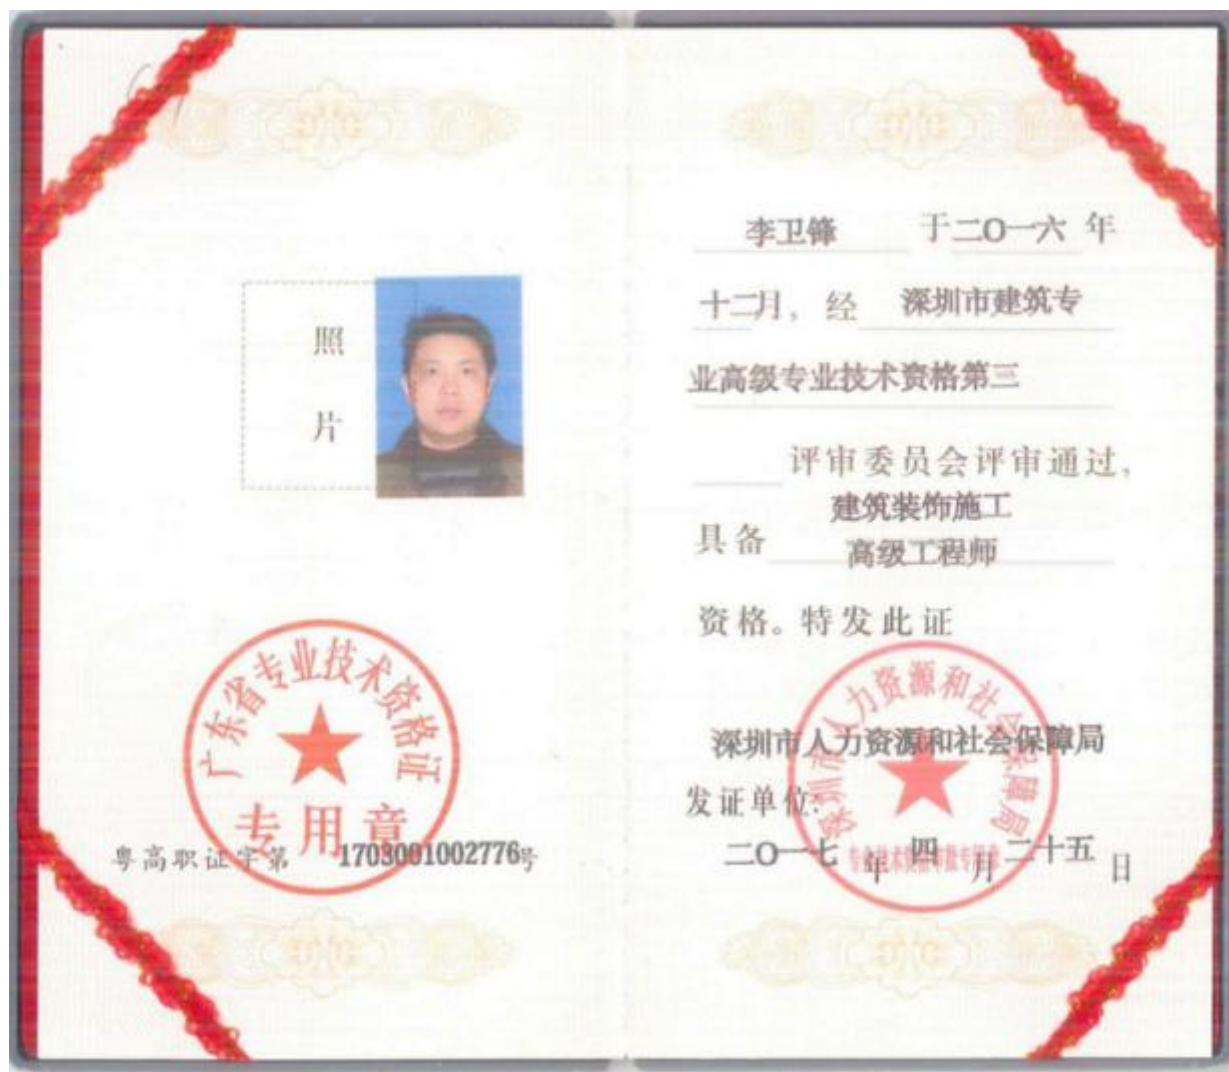 照
片
广东省专业技术资格证
专用章
粤高职证字第 1703001002776号
李卫锋 于二〇一六 年
十二月，经 深圳市建筑专
业高级专业技术资格第三
评审委员会评审通过，
建筑装饰施工
具备
高级工程师
资格。特发此证
深圳市人力资源和社会保障局
深圳市人力资源和社会保障局
发证单位：
二〇一七 年 四 月 二十五 日